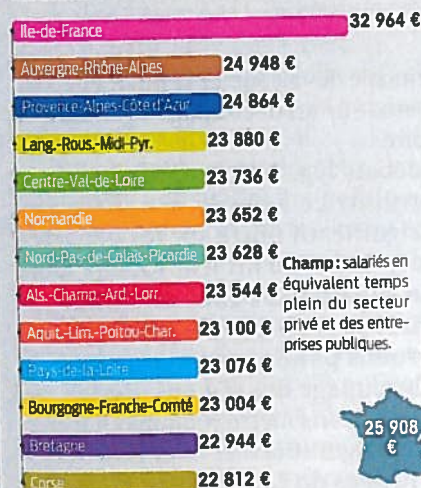 Ile-de-France 32 964 €
Auvergne-Rhône-Alpes 24 948 €
Provence-Alpes-Côte d'Azur 24 864 €
Lang.-Rous.-Midi-Pyr. 23 880 €
Centre-Val-de-Loire 23 736 €
Normandie 23 652 €
Nord-Pas-de-Calais-Picardie 23 628 €
Als.-Champ.-Ard.-Lorr. 23 544 €
Aquit.-Lim.-Poitou-Char. 23 100 €
Pays-de-la-Loire 23 076 €
Bourgogne-Franche-Comté 23 004 €
Bretagne 22 944 €
Corse 22 812 €
Champ : salariés en
équivalent temps
plein du secteur
privé et des entre-
prises publiques.
25 908
€